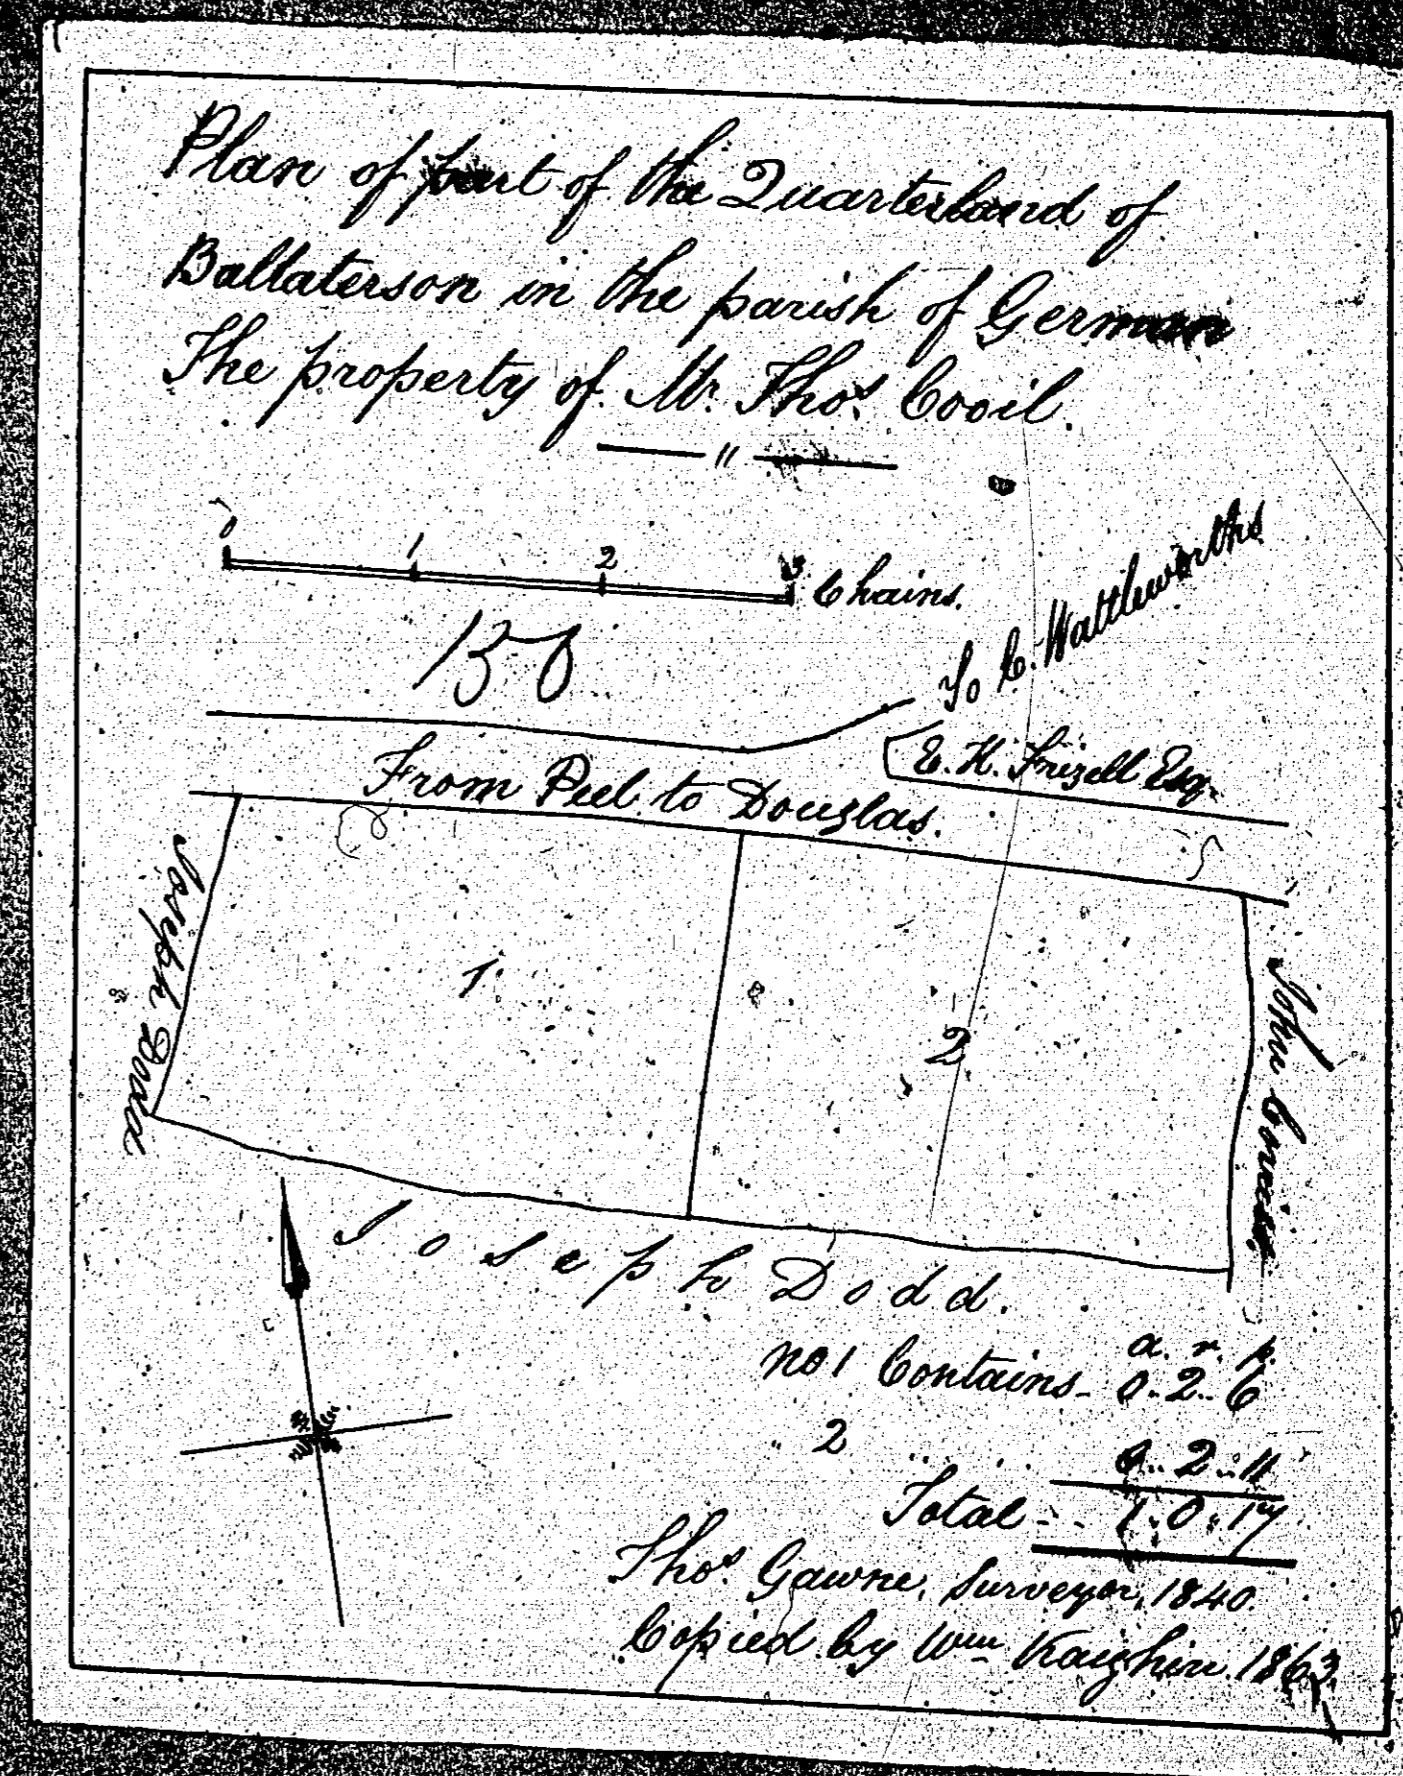 Plan of part of the Quarterland of
Ballaterson in the parish of German
The property of Mr. Thos. Cooil.
0 1 2 3 Chains.
To C. Wattleworths
E. H. Frizell Esq.
From Peel to Douglas.
Joseph Dodd
1
2
John Corris
Joseph Dodd.
a. r. p.
no 1 Contains - 0. 2. 6
" 2 0. 2. 11
Total - - 1. 0. 17
Thos. Gawne, Surveyor, 1840.
Copied by Wm Kaighin 1863